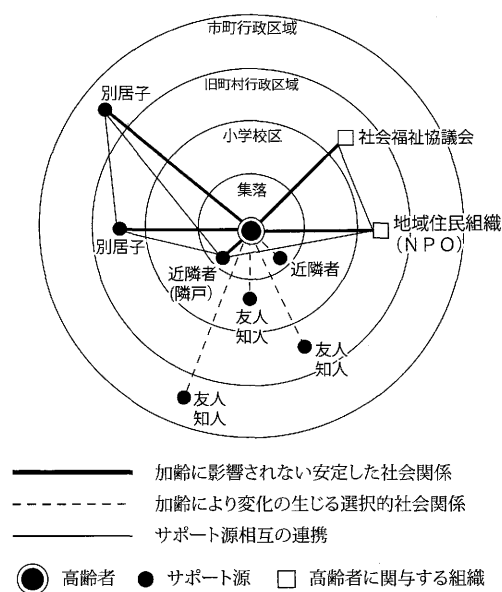 市町行政区域
別居子
旧町村行政区域
小学校区
社会福祉協議会
集落
別居子
地域住民組織
(NPO)
近隣者
(隣戸)
近隣者
友人
知人
友人
知人
友人
知人
加齢に影響されない安定した社会関係
加齢により変化の生じる選択的社会関係
サポート源相互の連携
高齢者
サポート源
高齢者に関与する組織